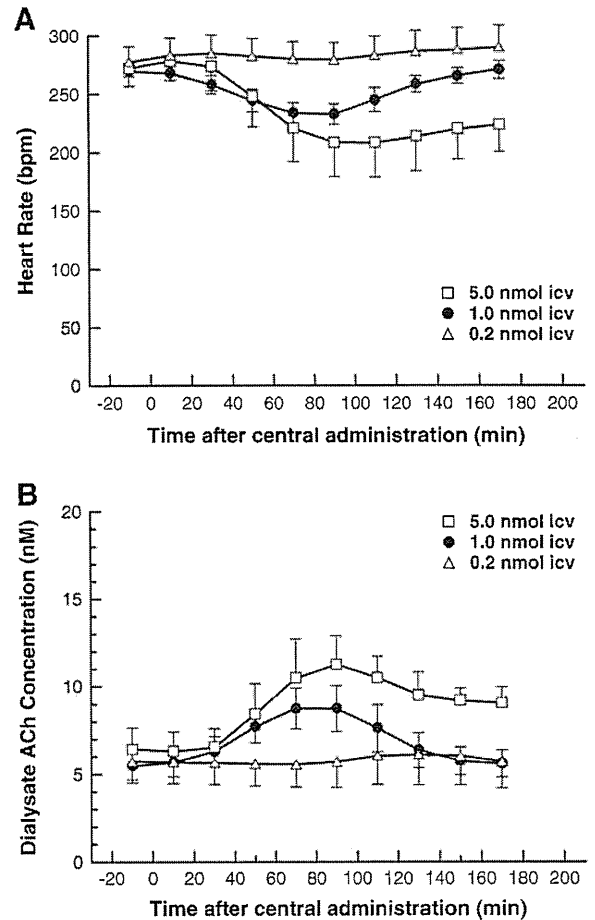 A
300
250
200
150
100
50
0
Heart Rate (bpm)
5.0 nmol icv
1.0 nmol icv
0.2 nmol icv
-20 0 20 40 60 80 100 120 140 160 180 200
Time after central administration (min)
B
20
15
10
5
0
Dialysate ACh Concentration (nM)
5.0 nmol icv
1.0 nmol icv
0.2 nmol icv
-20 0 20 40 60 80 100 120 140 160 180 200
Time after central administration (min)